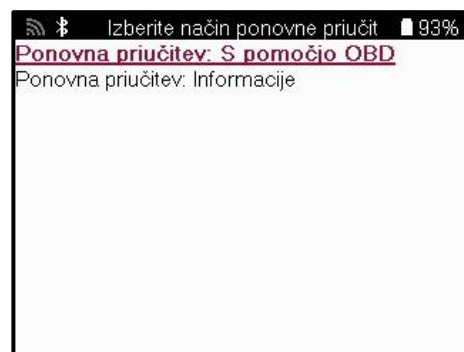 Izberite način ponovne priučit 93%
Ponovna priučitev: S pomočjo OBD
Ponovna priučitev: Informacije